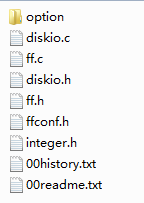 option
diskio.c
ff.c
diskio.h
ff.h
ffconf.h
integer.h
00history.txt
00readme.txt